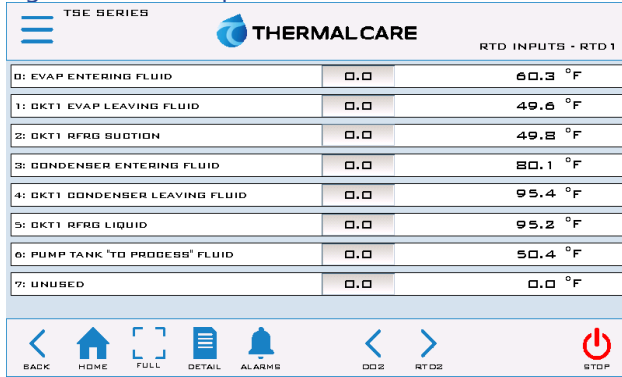 TSE SERIES
THERMALCARE
RTD INPUTS - RTD1
0: EVAP ENTERING FLUID 0.0 60.3 °F
1: CKT1 EVAP LEAVING FLUID 0.0 49.6 °F
2: CKT1 RFRG SUCTION 0.0 49.8 °F
3: CONDENSER ENTERING FLUID 0.0 80.1 °F
4: CKT1 CONDENSER LEAVING FLUID 0.0 95.4 °F
5: CKT1 RFRG LIQUID 0.0 95.2 °F
6: PUMP TANK "TO PROCESS" FLUID 0.0 50.4 °F
7: UNUSED 0.0 0.0 °F
BACK HOME FULL DETAIL ALARMS DO2 RTD2 STOP